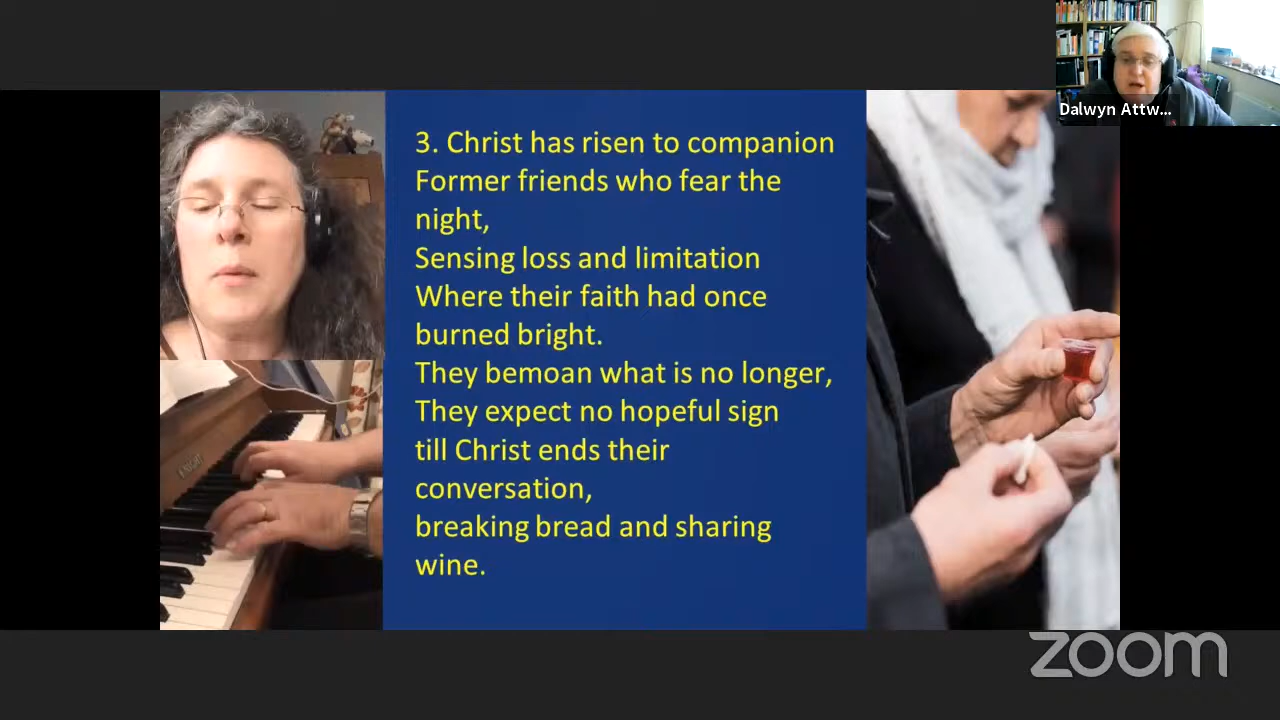 Dalwyn Attw...
3. Christ has risen to companion
Former friends who fear the
night,
Sensing loss and limitation
Where their faith had once
burned bright.
They bemoan what is no longer,
They expect no hopeful sign
till Christ ends their
conversation,
breaking bread and sharing
wine.
KNIGHT
zoom